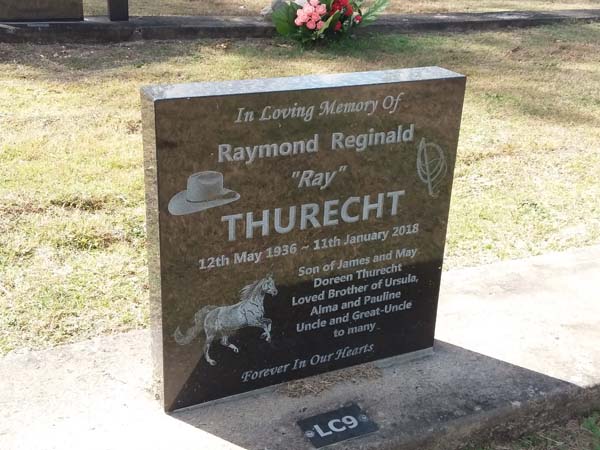 In Loving Memory Of
Raymond Reginald
"Ray"
THURECHT
12th May 1936 ~ 11th January 2018
Son of James and May
Doreen Thurecht
Loved Brother of Ursula,
Alma and Pauline
Uncle and Great-Uncle
to many
Forever In Our Hearts
LC9